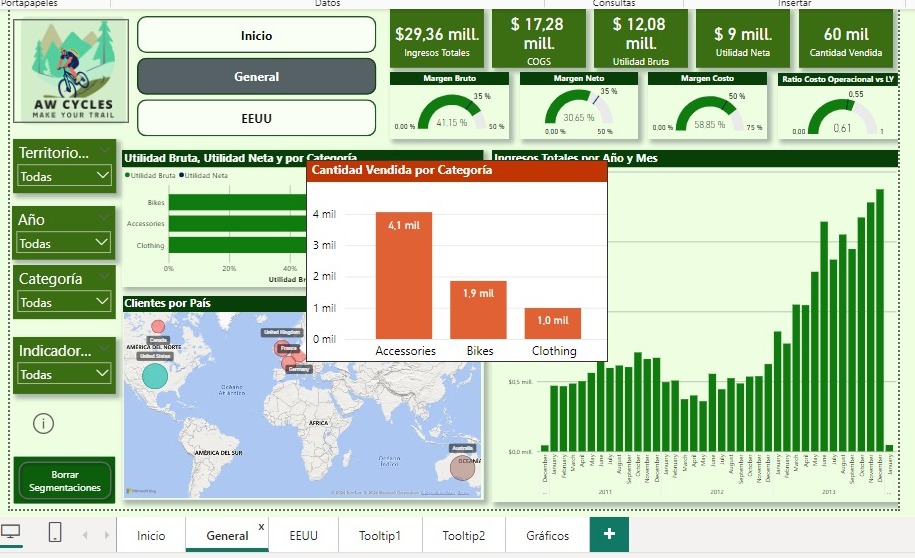 Portapapeles
Datos
Consultas
Insertar
AW CYCLES
MAKE YOUR TRAIL
Inicio
General
EEUU
$29,36 mill.
Ingresos Totales
$ 17,28
mill.
COGS
$ 12,08
mill.
Utilidad Bruta
$ 9 mill.
Utilidad Neta
60 mil
Cantidad Vendida
Margen Bruto
35 %
41.15 %
0.00 %
50 %
Margen Neto
35 %
30.65 %
0.00 %
50 %
Margen Costo
50 %
58.85 %
0.00 %
75 %
Ratio Costo Operacional vs LY
0.55
0.61
0.00
1
Territorio...
Todas
Año
Todas
Categoría
Todas
Indicador...
Todas
Borrar
Segmentaciones
Utilidad Bruta, Utilidad Neta y por Categoría
Utilidad Bruta
Utilidad Neta
Bikes
Accessories
Clothing
0%
20%
40%
Utilidad Br
Cantidad Vendida por Categoría
4 mil
3 mil
2 mil
1 mil
0 mil
4,1 mil
1,9 mil
1,0 mil
Accessories
Bikes
Clothing
Clientes por País
Canada
AMÉRICA DEL NORTE
United States
United Kingdom
France
Germany
Océano
Atlántico
ÁFRICA
AMÉRICA DEL SUR
Océano
Índico
Australia
OCEANÍA
Microsoft Bing
Ingresos Totales por Año y Mes
$0,5 mill.
$0,0 mill.
December
January
February
March
April
May
June
July
August
September
October
November
December
January
February
March
April
May
June
July
August
September
October
November
December
January
February
March
April
May
June
July
August
September
October
November
December
January
...
2011
2012
2013
...
Inicio
General
x
EEUU
Tooltip1
Tooltip2
Gráficos
+